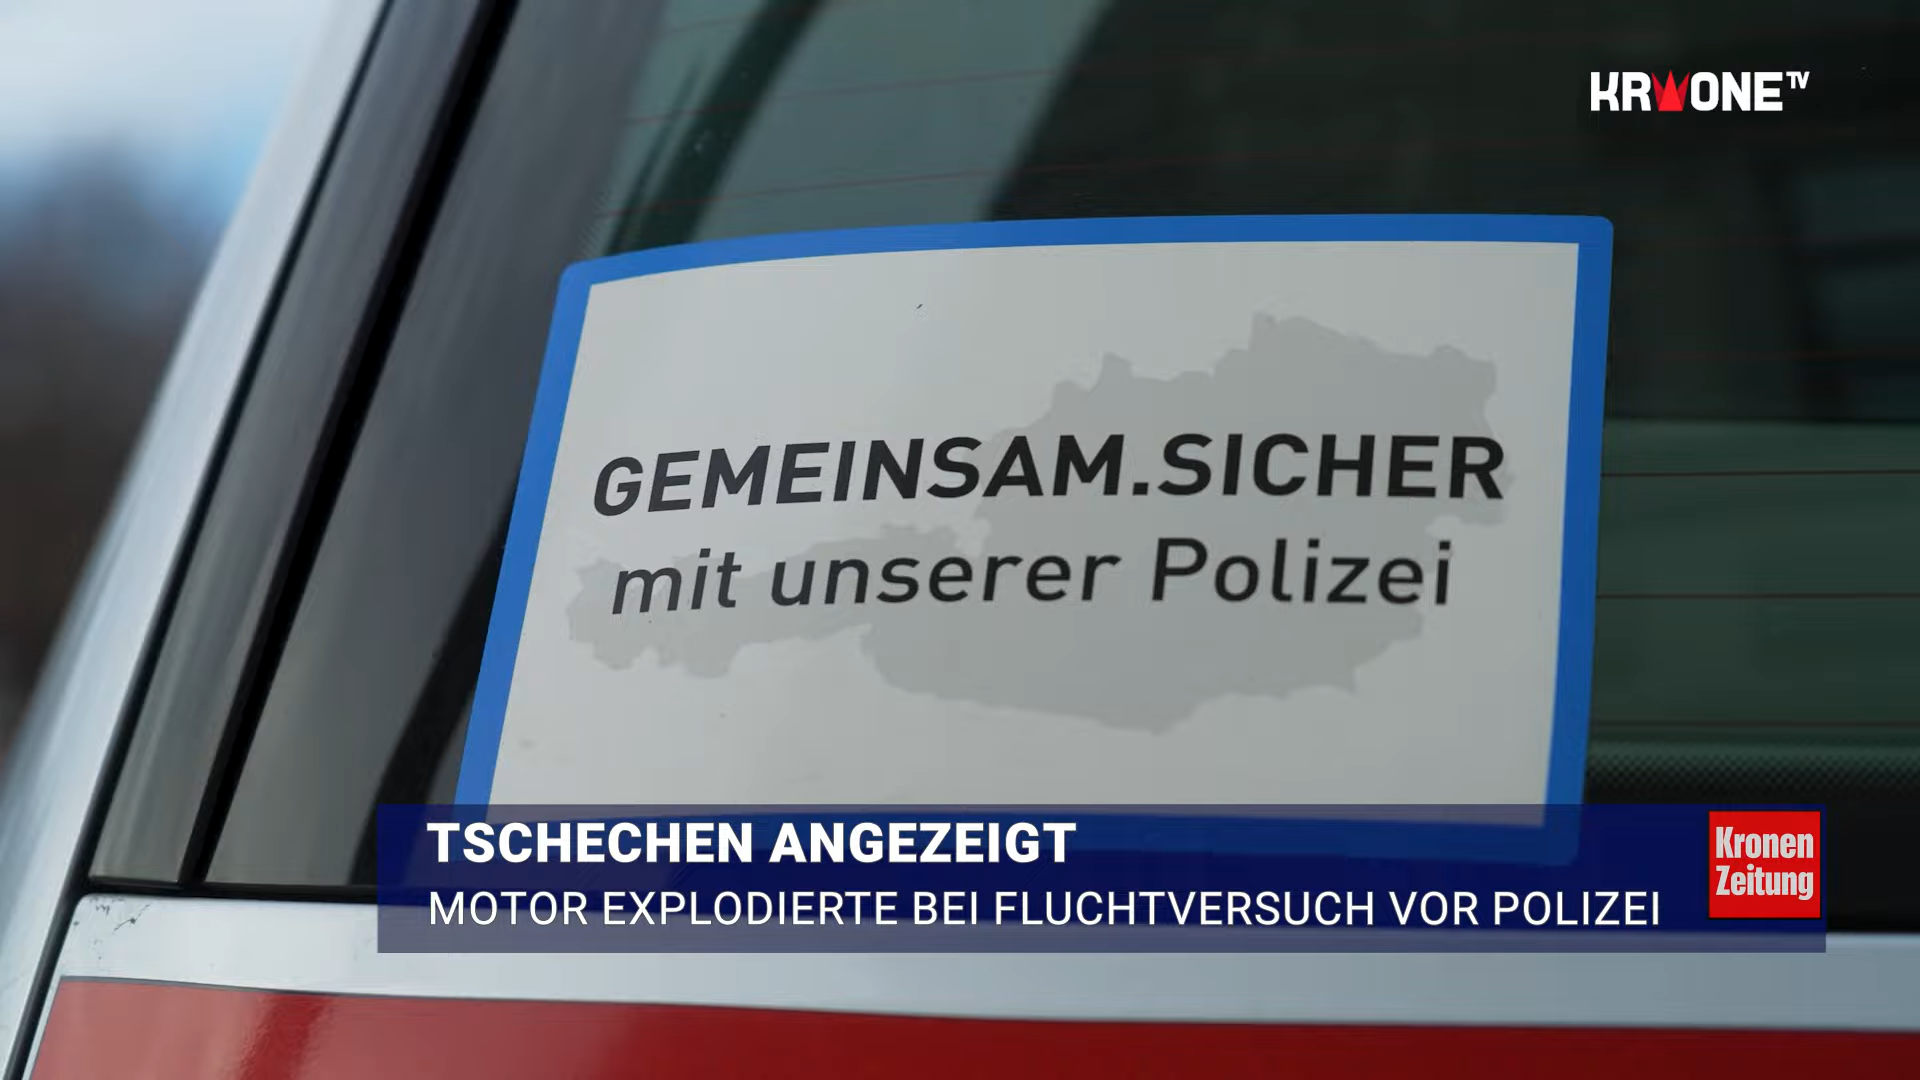 KRONE TV
GEMEINSAM.SICHER
mit unserer Polizei
TSCHECHEN ANGEZEIGT
MOTOR EXPLODIERTE BEI FLUCHTVERSUCH VOR POLIZEI
Kronen
Zeitung